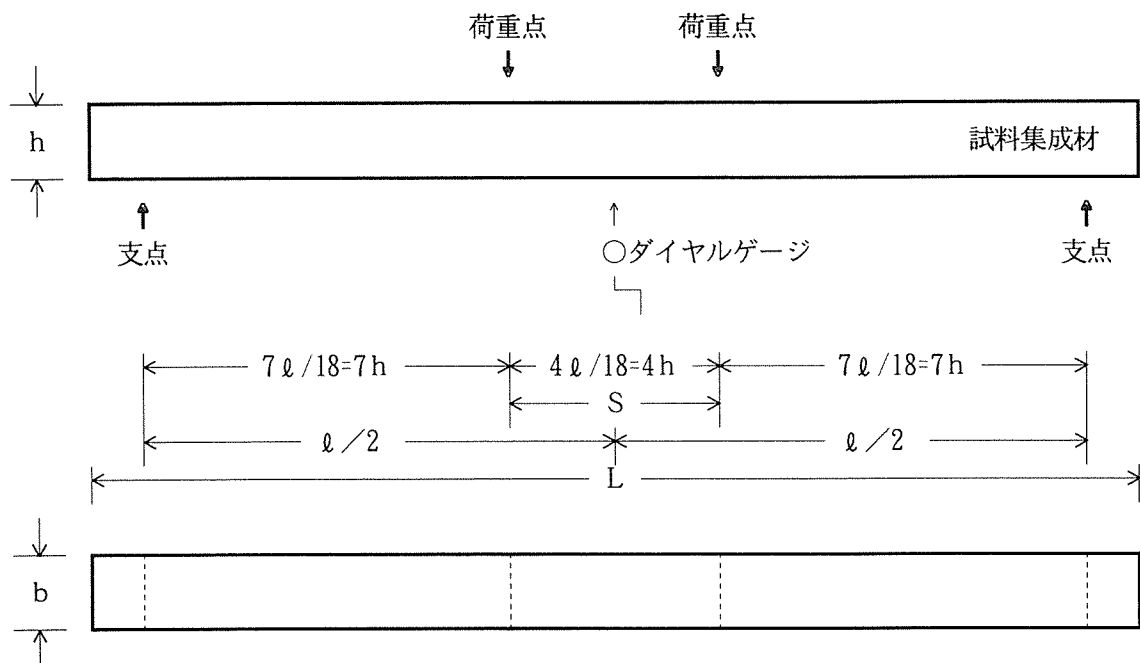 荷重点 荷重点
h
試料集成材
支点 ○ダイヤルゲージ 支点
7ℓ/18=7h 4ℓ/18=4h 7ℓ/18=7h
S
ℓ/2 ℓ/2
L
b